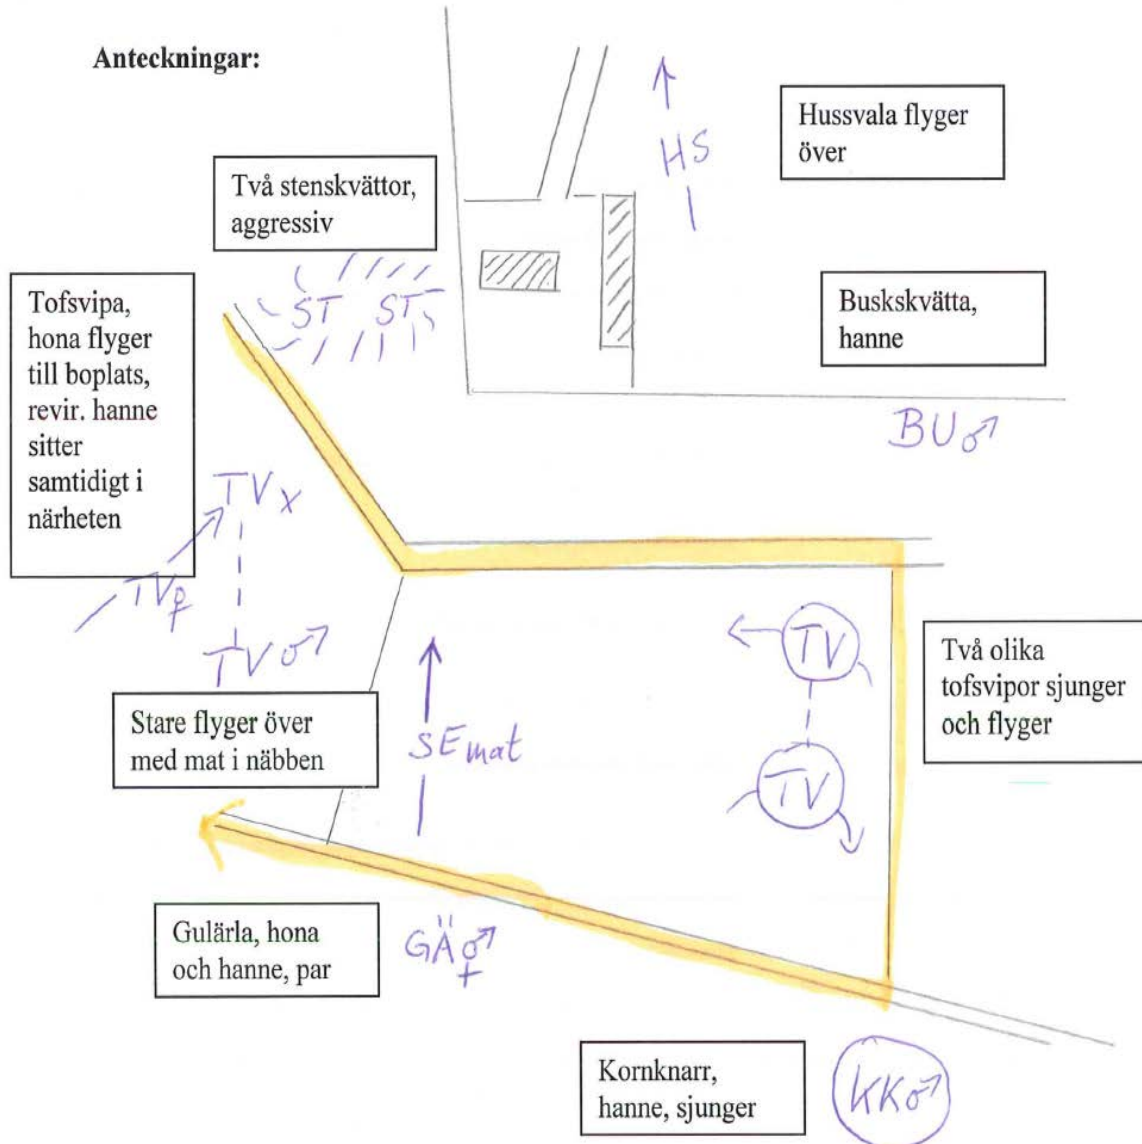 Anteckningar:
Hussvala flyger
över
HS
Två stenskvättor,
aggressiv
ST ST
Tofsvipa,
hona flyger
till boplats,
revir. hanne
sitter
samtidigt i
närheten
Buskskvätta,
hanne
BU♂
TVx
TV♀
TV♂
TV
TV
Två olika
tofsvipor sjunger
och flyger
Stare flyger över
med mat i näbben
SEmat
Gulärla, hona
och hanne, par
GÄ⚥
Kornknarr,
hanne, sjunger
KK♂